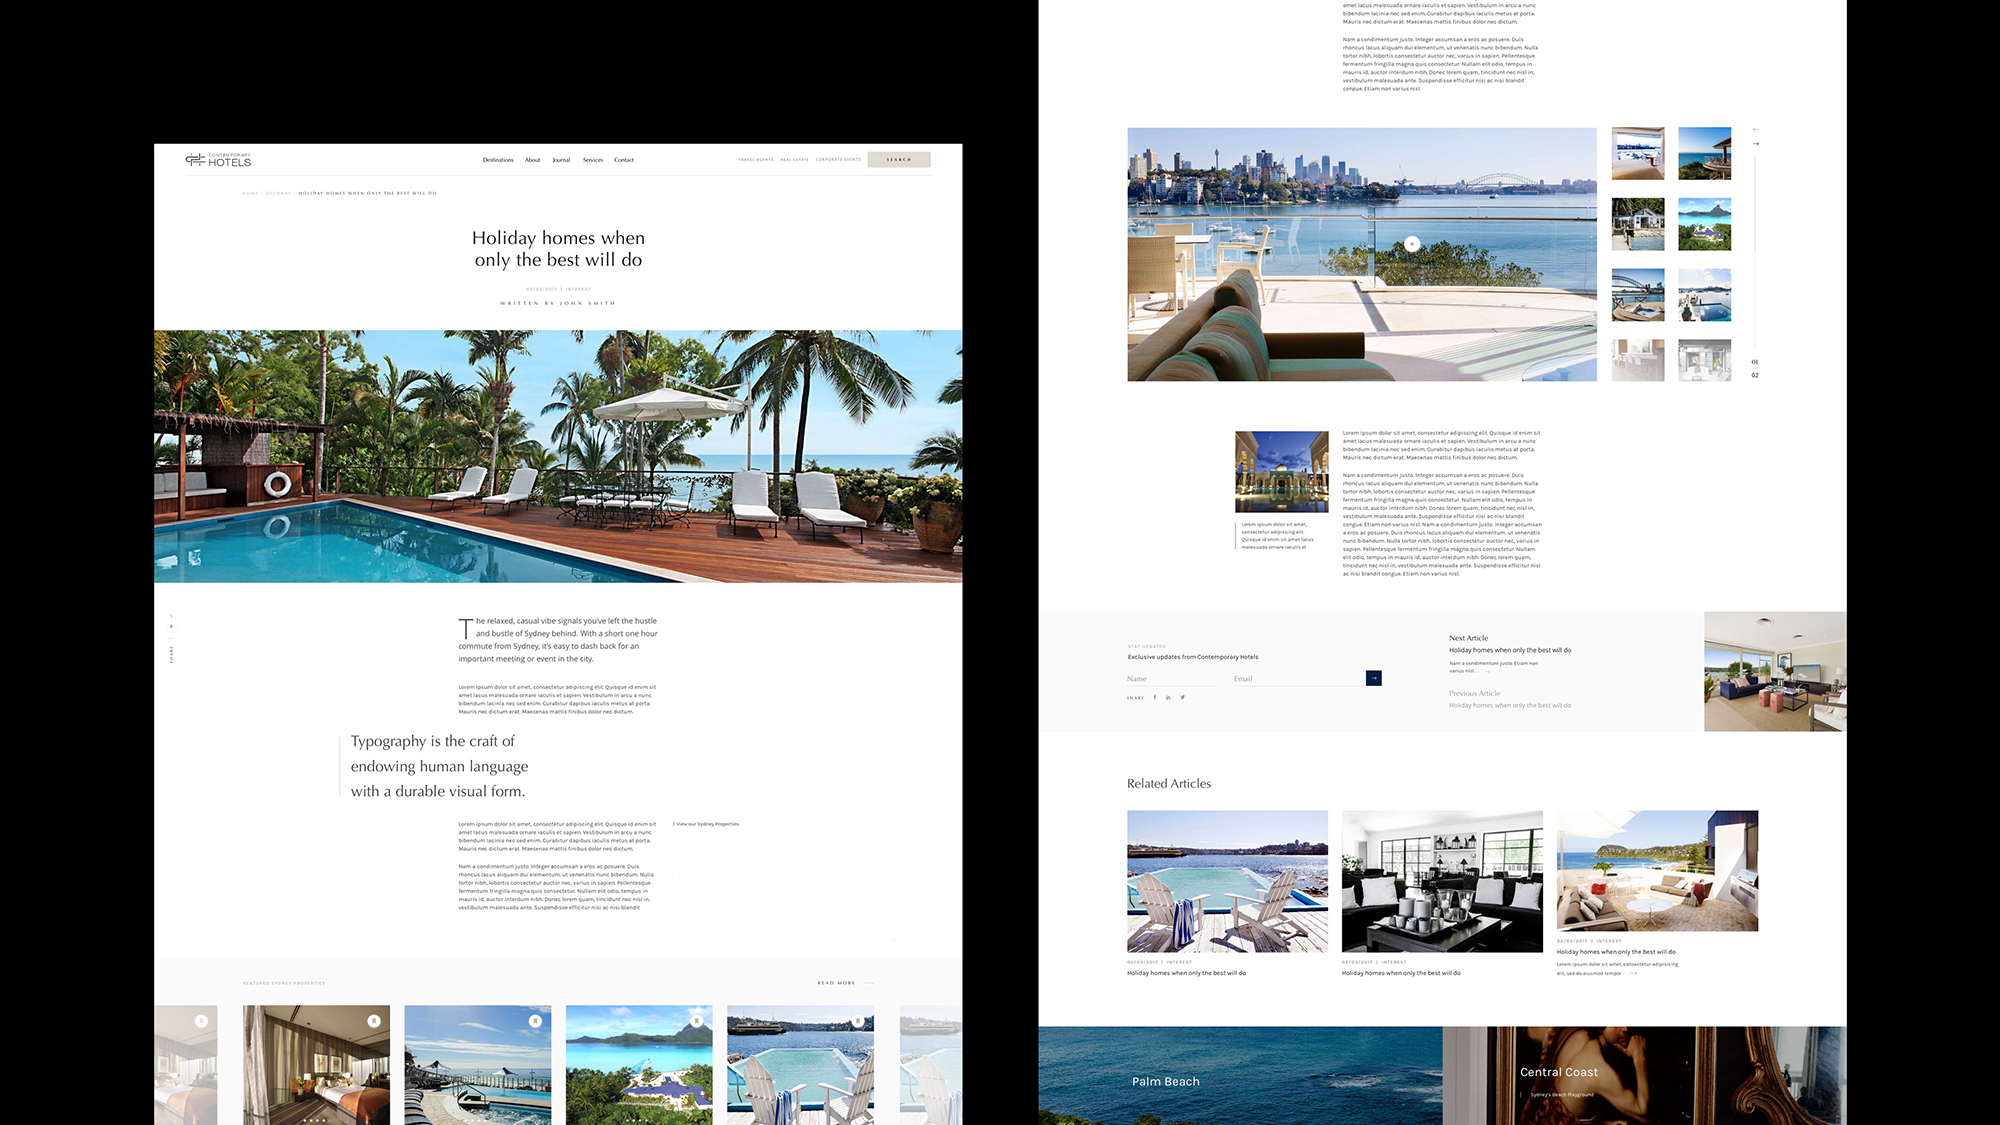 CONTEMPORARY
HOTELS
Destinations About Journal Services Contact
TRAVEL AGENTS REAL ESTATE CORPORATE EVENTS SEARCH
HOME | JOURNAL | HOLIDAY HOMES WHEN ONLY THE BEST WILL DO
Holiday homes when
only the best will do
02/03/2017 | INTEREST
WRITTEN BY JOHN SMITH
SHARE
The relaxed, casual vibe signals you've left the hustle
and bustle of Sydney behind. With a short one hour
commute from Sydney, it's easy to dash back for an
important meeting or event in the city.
Lorem ipsum dolor sit amet, consectetur adipiscing elit. Quisque id enim sit
amet lacus malesuada ornare iaculis et sapien. Vestibulum in arcu a nunc
bibendum lacinia nec sed enim. Curabitur dapibus iaculis metus at porta.
Mauris nec dictum erat. Maecenas mattis finibus dolor nec dictum.
Typography is the craft of
endowing human language
with a durable visual form.
Lorem ipsum dolor sit amet, consectetur adipiscing elit. Quisque id enim sit
amet lacus malesuada ornare iaculis et sapien. Vestibulum in arcu a nunc
bibendum lacinia nec sed enim. Curabitur dapibus iaculis metus at porta.
Mauris nec dictum erat. Maecenas mattis finibus dolor nec dictum.
| View our Sydney Properties
Nam a condimentum justo. Integer accumsan a eros ac posuere. Duis
rhoncus lacus aliquam dui elementum, ut venenatis nunc bibendum. Nulla
tortor nibh, lobortis consectetur auctor nec, varius in sapien. Pellentesque
fermentum fringilla magna quis consectetur. Nullam elit odio, tempus in
mauris id, auctor interdum nibh. Donec lorem quam, tincidunt nec nisl in,
vestibulum malesuada ante. Suspendisse efficitur nisi ac nisi blandit
FEATURED SYDNEY PROPERTIES
READ MORE
amet lacus malesuada ornare iaculis et sapien. Vestibulum in arcu a nunc
bibendum lacinia nec sed enim. Curabitur dapibus iaculis metus at porta.
Mauris nec dictum erat. Maecenas mattis finibus dolor nec dictum.
Nam a condimentum justo. Integer accumsan a eros ac posuere. Duis
rhoncus lacus aliquam dui elementum, ut venenatis nunc bibendum. Nulla
tortor nibh, lobortis consectetur auctor nec, varius in sapien. Pellentesque
fermentum fringilla magna quis consectetur. Nullam elit odio, tempus in
mauris id, auctor interdum nibh. Donec lorem quam, tincidunt nec nisl in,
vestibulum malesuada ante. Suspendisse efficitur nisi ac nisi blandit
congue. Etiam non varius nisl.
01
02
Lorem ipsum dolor sit amet,
consectetur adipiscing elit.
Quisque id enim sit amet lacus
malesuada ornare iaculis et
Lorem ipsum dolor sit amet, consectetur adipiscing elit. Quisque id enim sit
amet lacus malesuada ornare iaculis et sapien. Vestibulum in arcu a nunc
bibendum lacinia nec sed enim. Curabitur dapibus iaculis metus at porta.
Mauris nec dictum erat. Maecenas mattis finibus dolor nec dictum.
Nam a condimentum justo. Integer accumsan a eros ac posuere. Duis
rhoncus lacus aliquam dui elementum, ut venenatis nunc bibendum. Nulla
tortor nibh, lobortis consectetur auctor nec, varius in sapien. Pellentesque
fermentum fringilla magna quis consectetur. Nullam elit odio, tempus in
mauris id, auctor interdum nibh. Donec lorem quam, tincidunt nec nisl in,
vestibulum malesuada ante. Suspendisse efficitur nisi ac nisi blandit
congue. Etiam non varius nisl. Nam a condimentum justo. Integer accumsan
a eros ac posuere. Duis rhoncus lacus aliquam dui elementum, ut venenatis
nunc bibendum. Nulla tortor nibh, lobortis consectetur auctor nec, varius in
sapien. Pellentesque fermentum fringilla magna quis consectetur. Nullam
elit odio, tempus in mauris id, auctor interdum nibh. Donec lorem quam,
tincidunt nec nisl in, vestibulum malesuada ante. Suspendisse efficitur nisi
ac nisi blandit congue. Etiam non varius nisl.
STAY UPDATED
Exclusive updates from Contemporary Hotels
Name Email
SHARE
Next Article
Holiday homes when only the best will do
Nam a condimentum justo. Etiam non
varius nisl...
Previous Article
Holiday homes when only the best will do
Related Articles
02/03/2017 | INTEREST
Holiday homes when only the best will do
02/03/2017 | INTEREST
Holiday homes when only the best will do
02/03/2017 | INTEREST
Holiday homes when only the best will do
Lorem ipsum dolor sit amet, consectetur adipiscing
elit, sed do eiusmod tempor
Palm Beach
Central Coast
| Sydney's Beach Playground